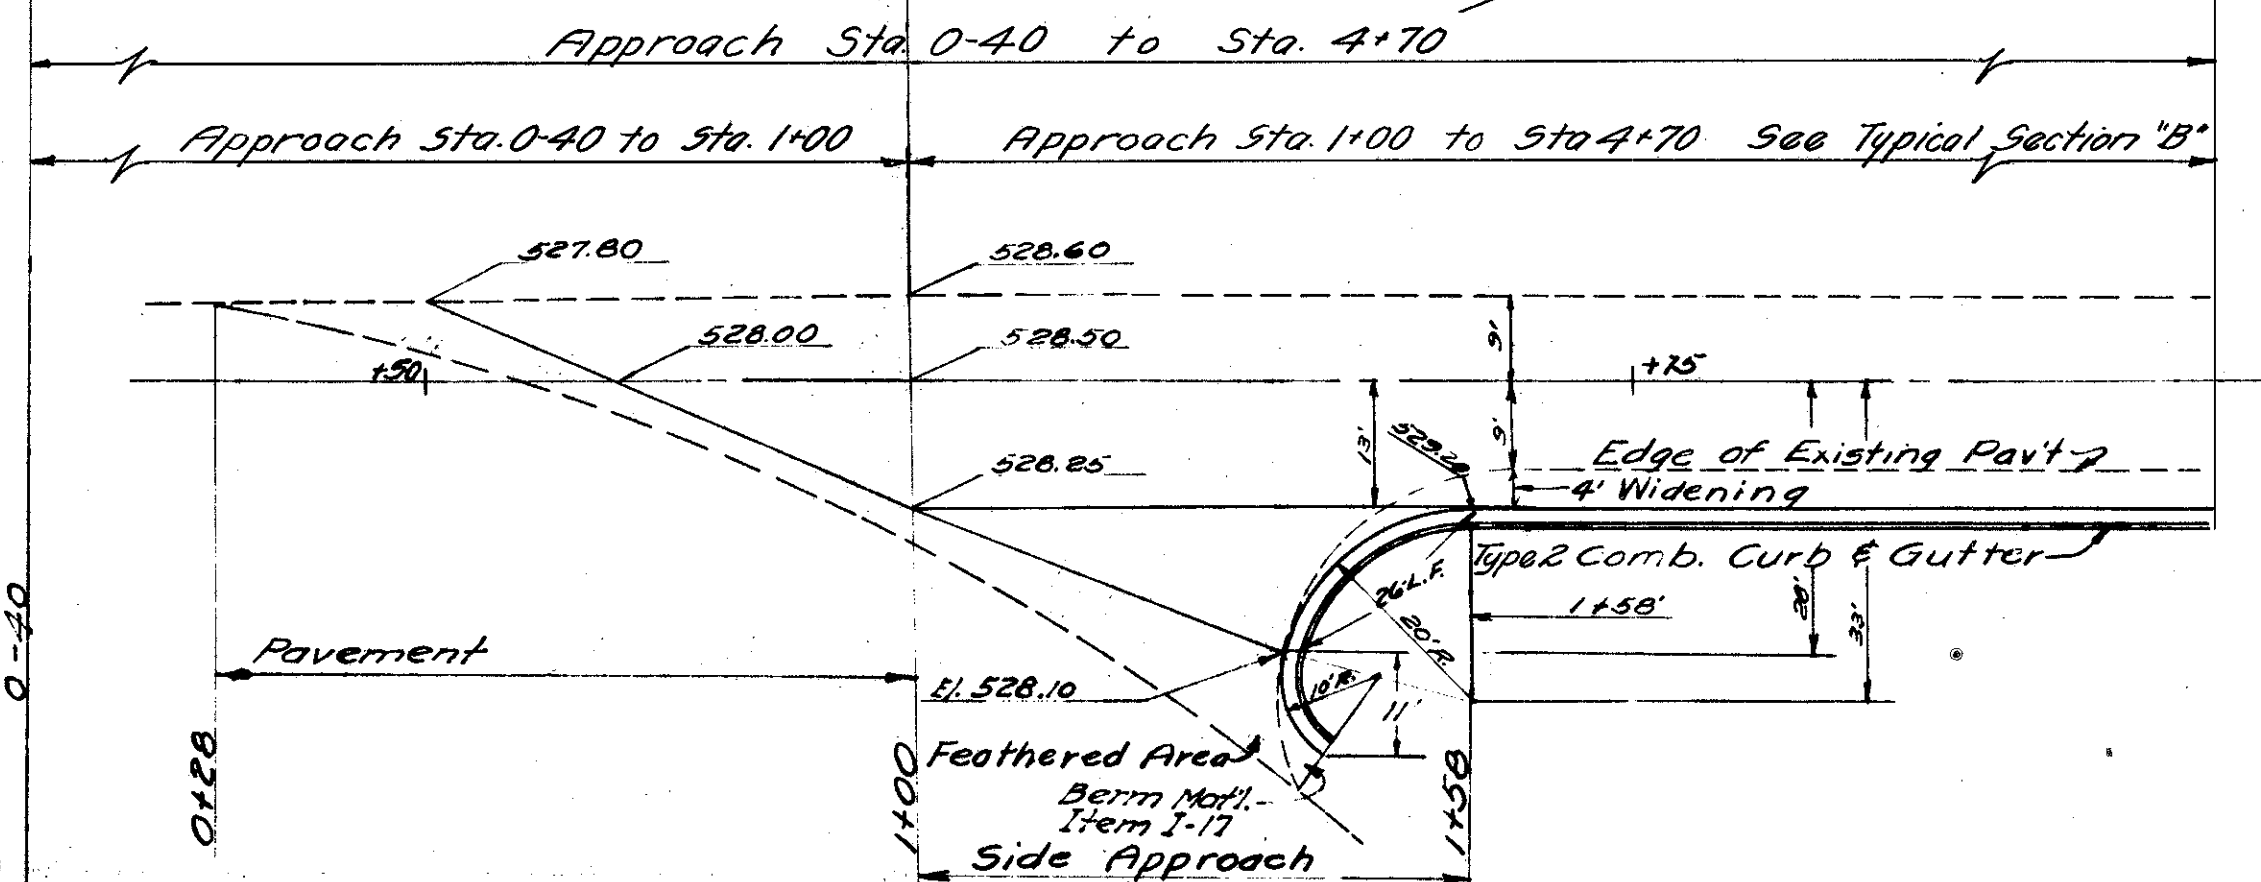 Approach Sta. 0-40 to Sta. 4+70
Approach Sta. 0-40 to Sta. 1+00
Approach Sta. 1+00 to Sta 4+70 See Typical Section "B"
527.80
528.60
528.00
528.50
9'
+50
+75
13'
9'
529.20
Edge of Existing Pav't
528.25
4' Widening
Type 2 Comb. Curb & Gutter
26 L.F.
1+58'
20'R.
33'
0-40
Pavement
El. 528.10
10'R.
11'
0+28
1+00
Feathered Area
1+58
Berm Mat'l.
Item I-17
Side Approach